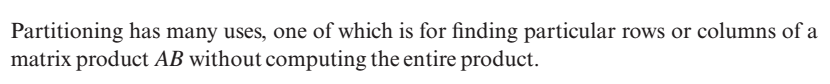 Partitioning has many uses, one of which is for finding particular rows or columns of a
matrix product AB without computing the entire product.